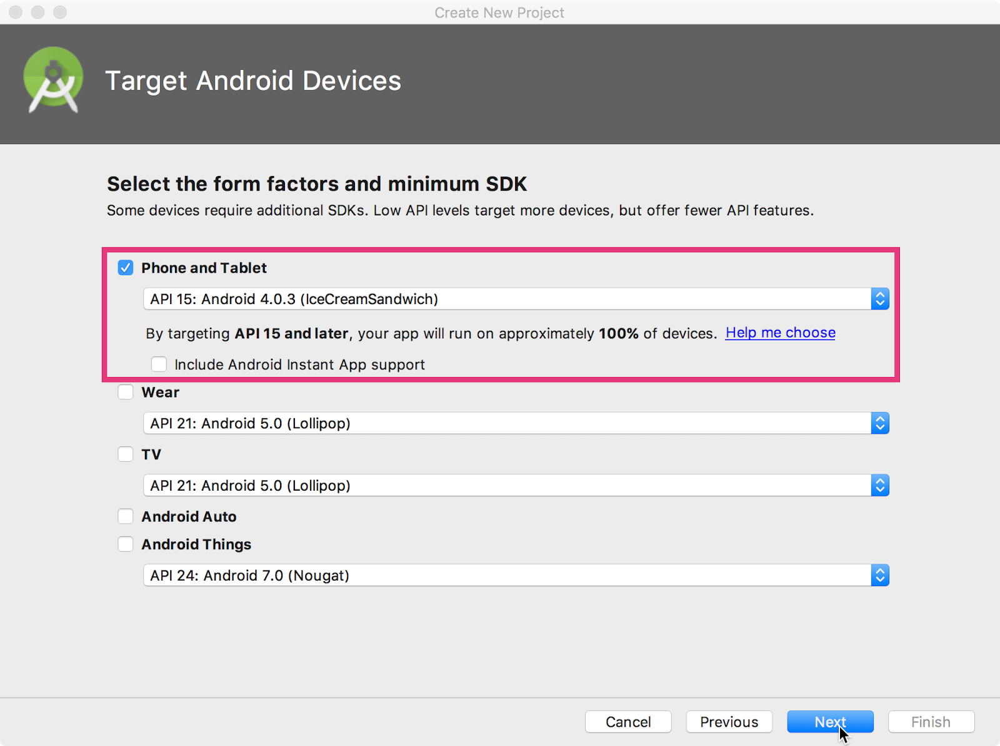 Create New Project
Target Android Devices
Select the form factors and minimum SDK
Some devices require additional SDKs. Low API levels target more devices, but offer fewer API features.
Phone and Tablet
API 15: Android 4.0.3 (IceCreamSandwich)
By targeting API 15 and later, your app will run on approximately 100% of devices. Help me choose
Include Android Instant App support
Wear
API 21: Android 5.0 (Lollipop)
TV
API 21: Android 5.0 (Lollipop)
Android Auto
Android Things
API 24: Android 7.0 (Nougat)
Cancel Previous Next Finish